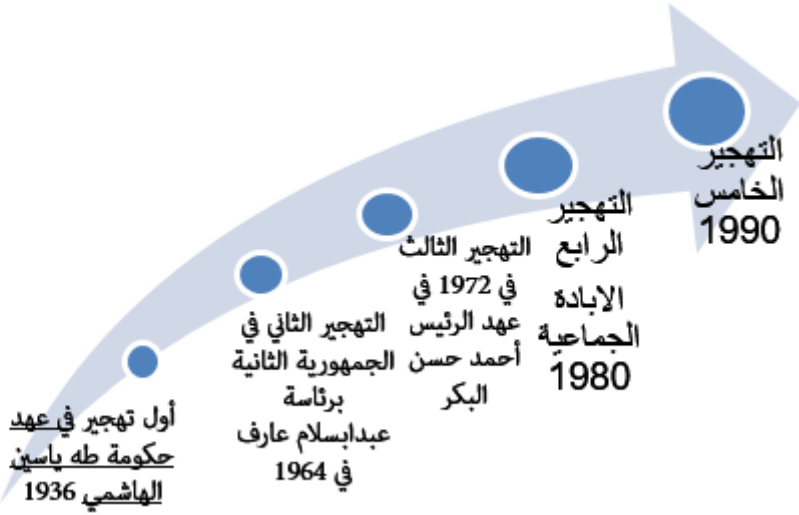 أول تهجير في عهد
حكومة طه ياسين
الهاشمي 1936
التهجير الثاني في
الجمهورية الثانية
برئاسة
عبدابسلام عارف
في 1964
التهجير الثالث
في 1972 في
عهد الرئيس
أحمد حسن
البكر
التهجير
الرابع
الابادة
الجماعية
1980
التهجير
الخامس
1990